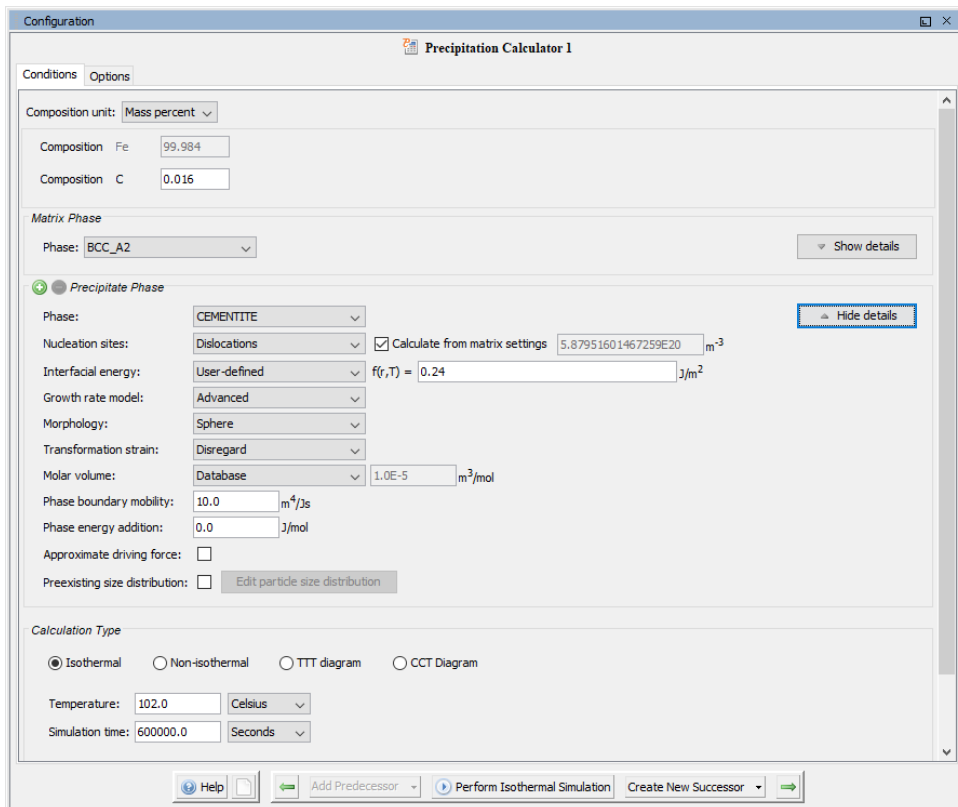 Configuration
Precipitation Calculator 1
Conditions Options
Composition unit: Mass percent
Composition Fe 99.984
Composition C 0.016
Matrix Phase
Phase: BCC_A2 Show details
Precipitate Phase
Phase: CEMENTITE Hide details
Nucleation sites: Dislocations Calculate from matrix settings 5.87951601467259E20 m-3
Interfacial energy: User-defined f(r,T) = 0.24 J/m2
Growth rate model: Advanced
Morphology: Sphere
Transformation strain: Disregard
Molar volume: Database 1.0E-5 m3/mol
Phase boundary mobility: 10.0 m4/Js
Phase energy addition: 0.0 J/mol
Approximate driving force:
Preexisting size distribution: Edit particle size distribution
Calculation Type
Isothermal Non-isothermal TTT diagram CCT Diagram
Temperature: 102.0 Celsius
Simulation time: 600000.0 Seconds
Help Add Predecessor Perform Isothermal Simulation Create New Successor